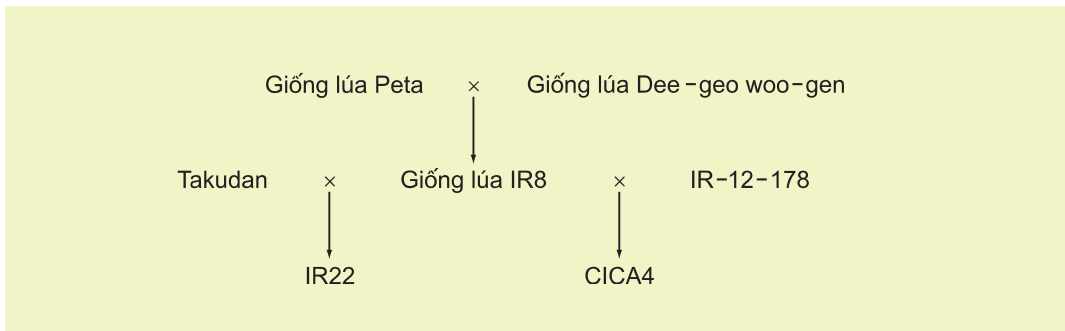 Giống lúa Peta × Giống lúa Dee-geo woo-gen
Takudan × Giống lúa IR8 × IR-12-178
IR22 CICA4